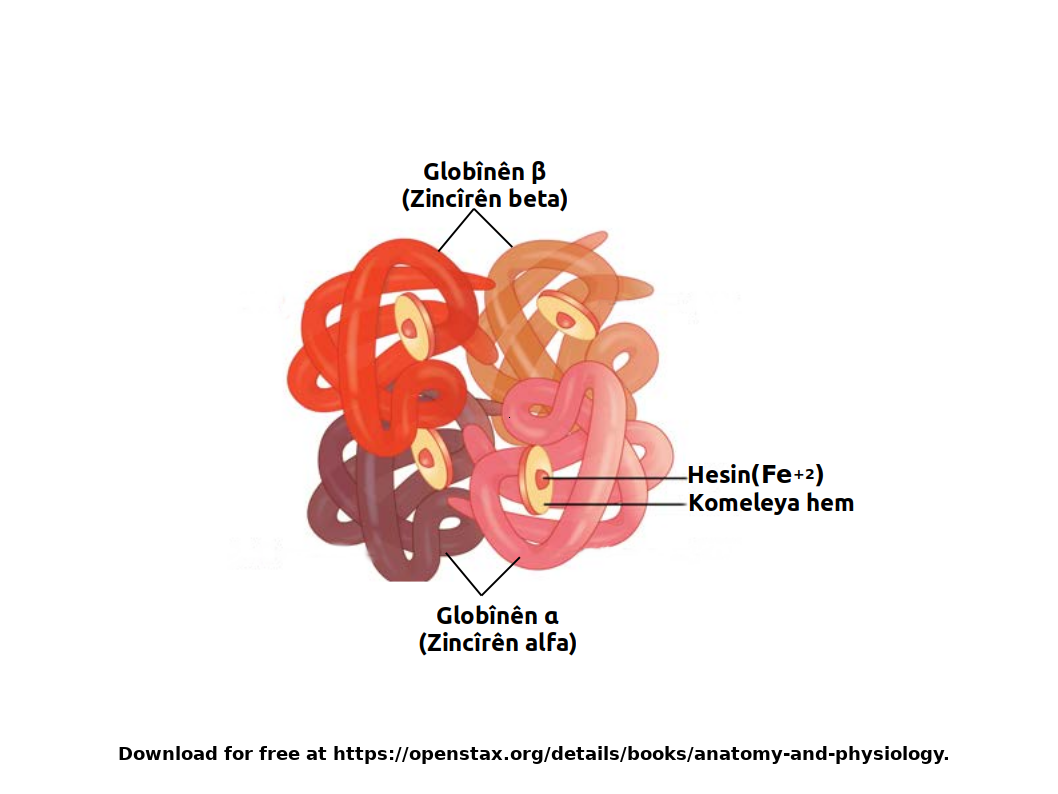 Globînên β
(Zincîrên beta)
Hesin(Fe+2)
Komeleya hem
Globînên α
(Zincîrên alfa)
Download for free at https://openstax.org/details/books/anatomy-and-physiology.